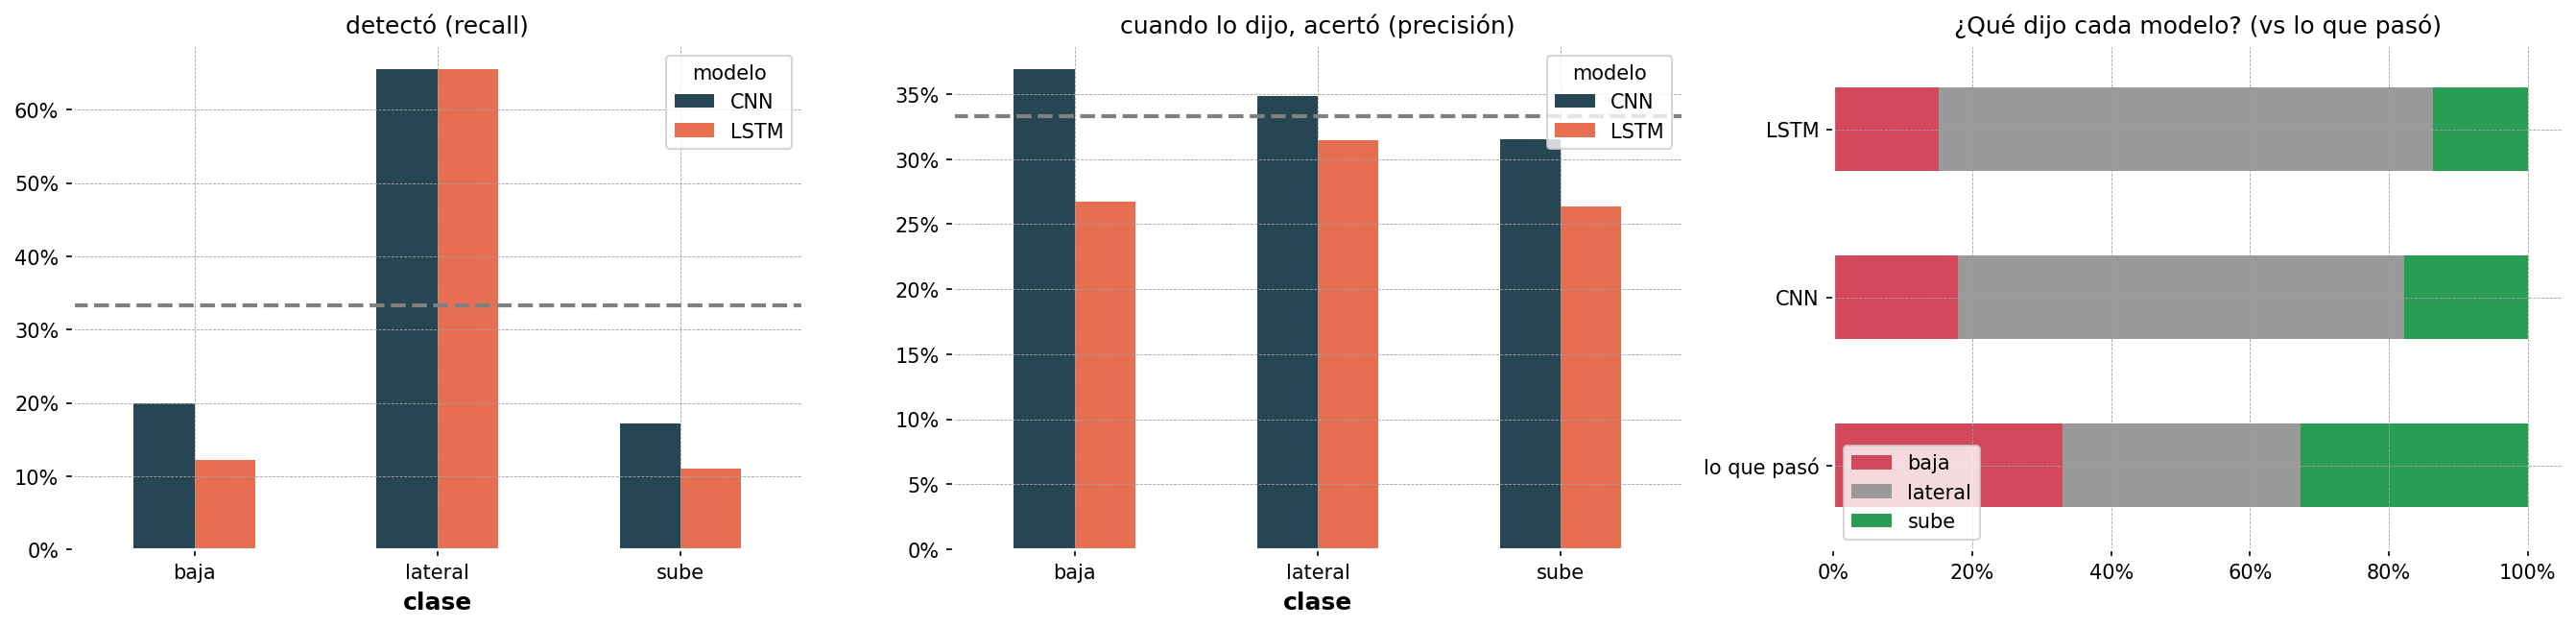 detectó (recall)
modelo
CNN
LSTM
60%
50%
40%
30%
20%
10%
0%
baja
lateral
sube
clase
cuando lo dijo, acertó (precisión)
modelo
CNN
LSTM
35%
30%
25%
20%
15%
10%
5%
0%
baja
lateral
sube
clase
¿Qué dijo cada modelo? (vs lo que pasó)
LSTM
CNN
lo que pasó
baja
lateral
sube
0%
20%
40%
60%
80%
100%